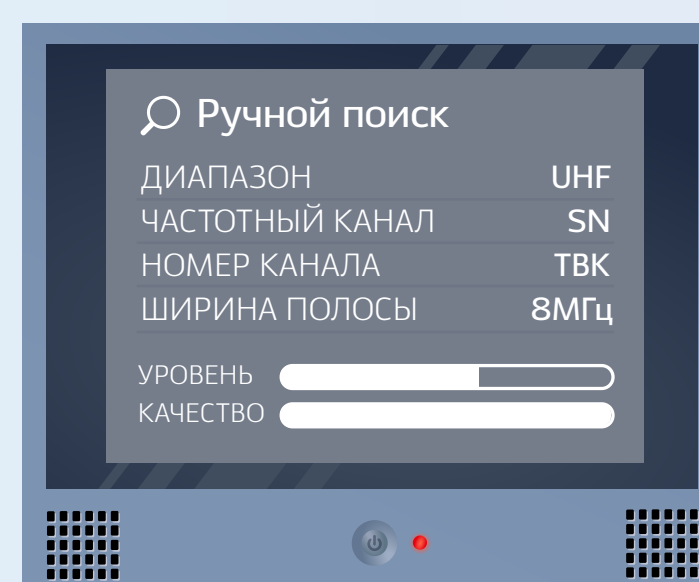 Ручной поиск
ДИАПАЗОН UHF
ЧАСТОТНЫЙ КАНАЛ SN
НОМЕР КАНАЛА ТВК
ШИРИНА ПОЛОСЫ 8МГц
УРОВЕНЬ
КАЧЕСТВО